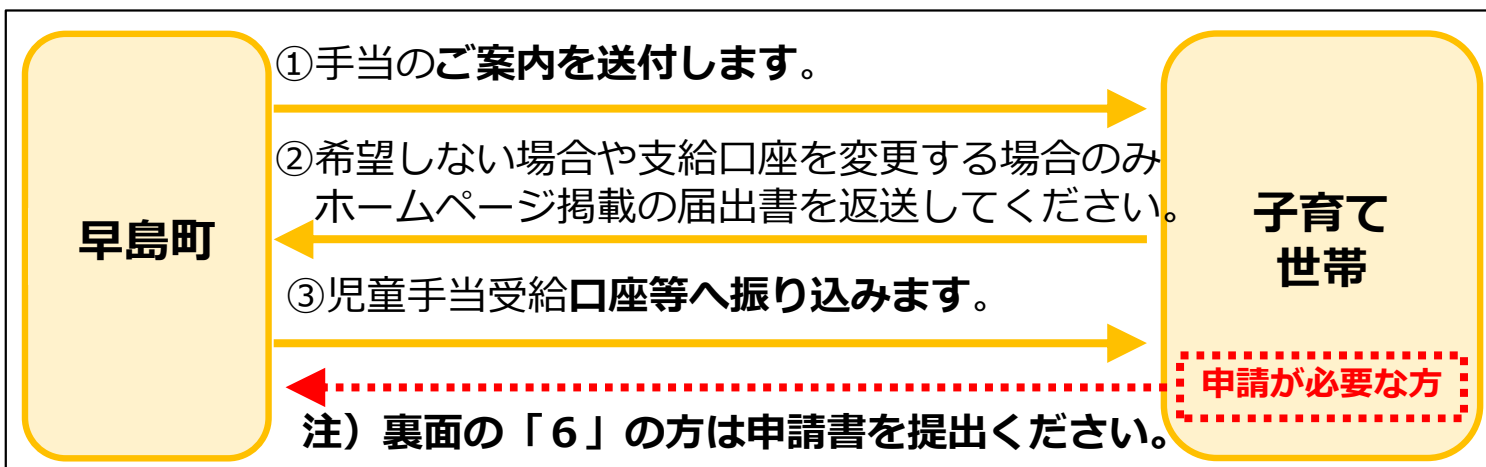 早島町
①手当のご案内を送付します。
②希望しない場合や支給口座を変更する場合のみ
ホームページ掲載の届出書を返送してください。
③児童手当受給口座等へ振り込みます。
子育て
世帯
申請が必要な方
注）裏面の「６」の方は申請書を提出ください。